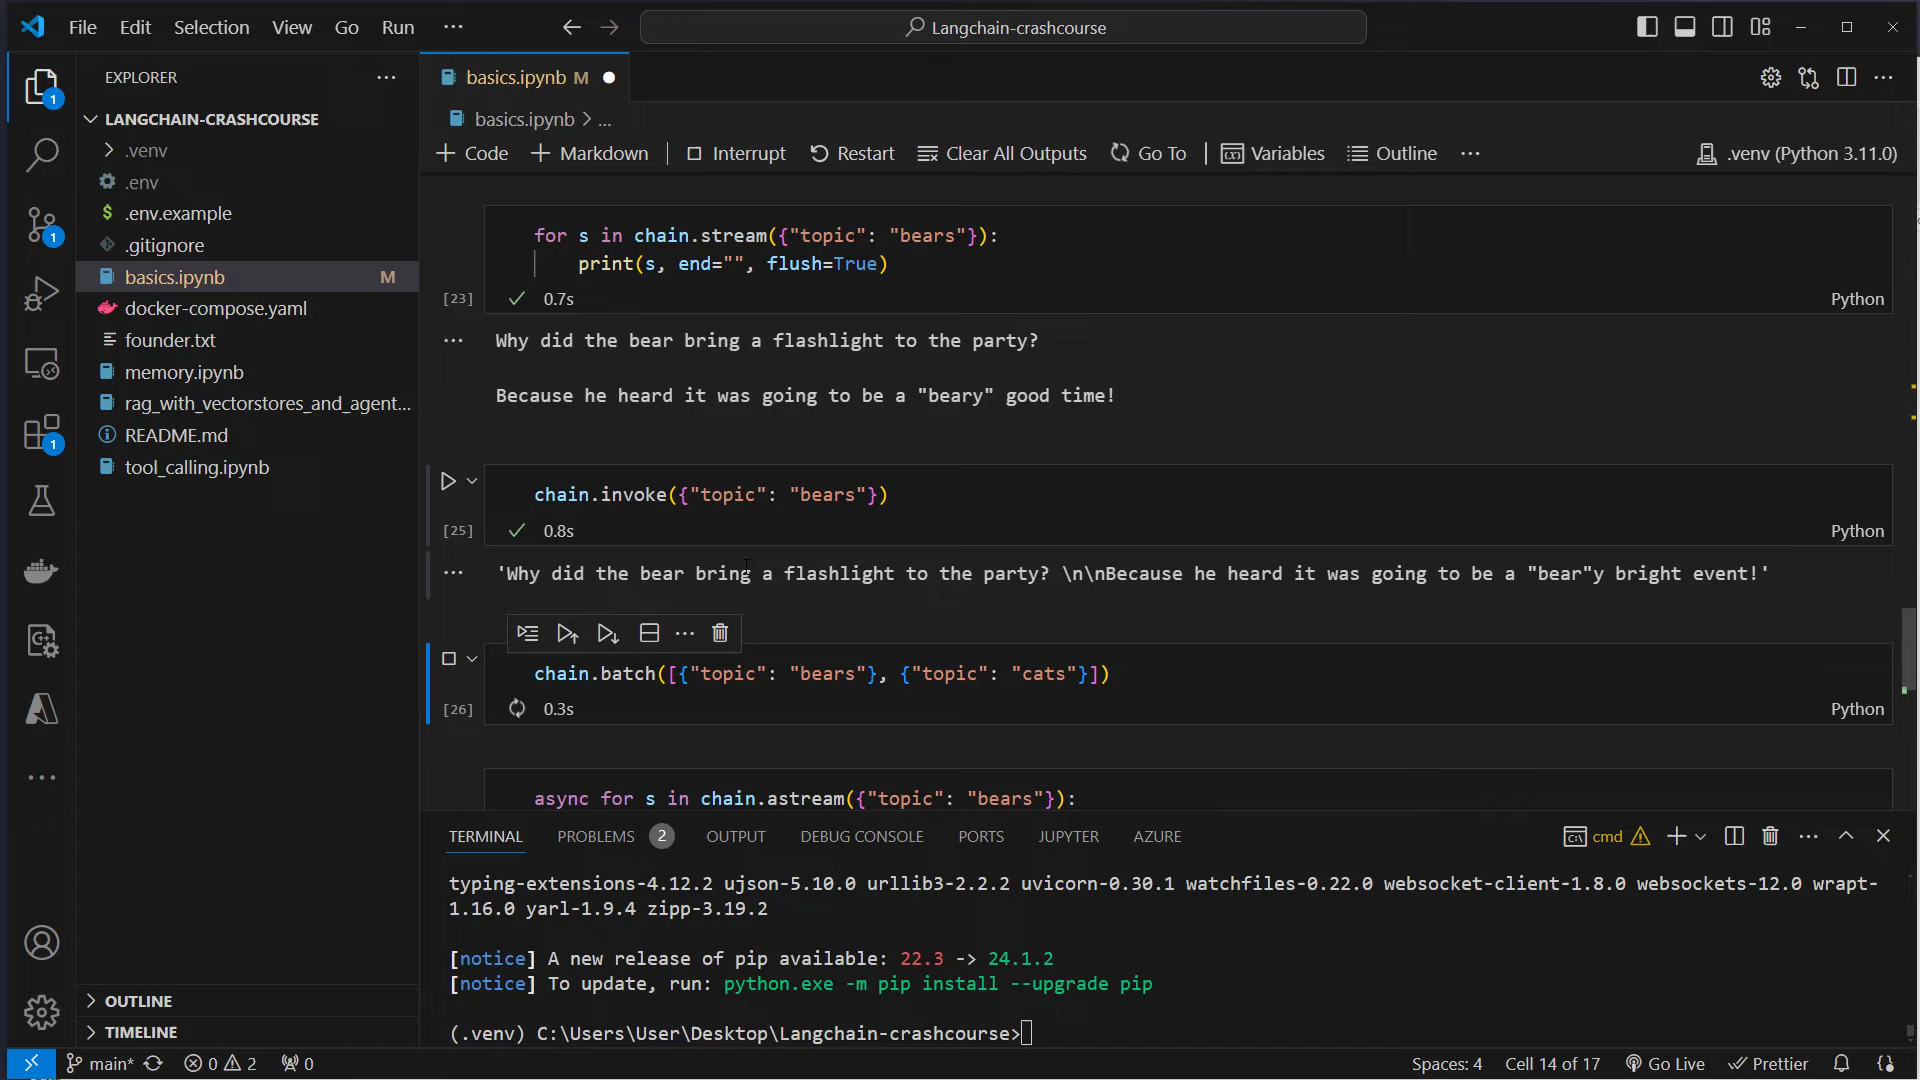 File Edit Selection View Go Run ···
Langchain-crashcourse
EXPLORER
basics.ipynb M
LANGCHAIN-CRASHCOURSE
.venv
.env
.env.example
.gitignore
basics.ipynb M
docker-compose.yaml
founder.txt
memory.ipynb
rag_with_vectorstores_and_agent...
README.md
tool_calling.ipynb
OUTLINE
TIMELINE
1
1
1
basics.ipynb > ...
Code Markdown Interrupt Restart Clear All Outputs Go To Variables Outline ··· .venv (Python 3.11.0)
for s in chain.stream({"topic": "bears"}):
print(s, end="", flush=True)
[23] 0.7s Python
Why did the bear bring a flashlight to the party?
Because he heard it was going to be a "beary" good time!
chain.invoke({"topic": "bears"})
[25] 0.8s Python
'Why did the bear bring a flashlight to the party? \n\nBecause he heard it was going to be a "bear"y bright event!'
chain.batch([{"topic": "bears"}, {"topic": "cats"}])
[26] 0.3s Python
async for s in chain.astream({"topic": "bears"}):
TERMINAL PROBLEMS 2 OUTPUT DEBUG CONSOLE PORTS JUPYTER AZURE cmd
typing-extensions-4.12.2 ujson-5.10.0 urllib3-2.2.2 uvicorn-0.30.1 watchfiles-0.22.0 websocket-client-1.8.0 websockets-12.0 wrapt-
1.16.0 yarl-1.9.4 zipp-3.19.2
[notice] A new release of pip available: 22.3 -> 24.1.2
[notice] To update, run: python.exe -m pip install --upgrade pip
(.venv) C:\Users\User\Desktop\Langchain-crashcourse>
main* 0 2 0 Spaces: 4 Cell 14 of 17 Go Live Prettier